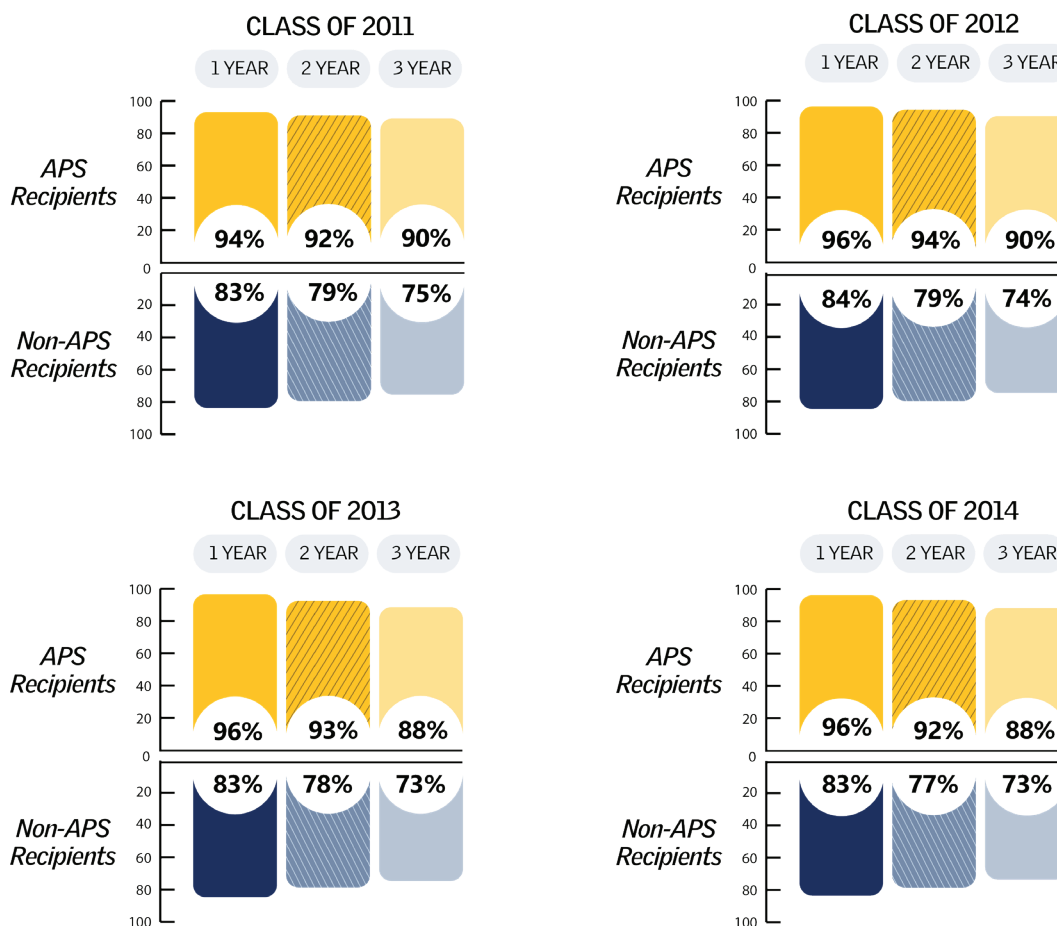 CLASS OF 2011
1 YEAR 2 YEAR 3 YEAR
100
80
60
40
20
0
20
40
60
80
100
APS
Recipients
94% 92% 90%
83% 79% 75%
Non-APS
Recipients
CLASS OF 2012
1 YEAR 2 YEAR 3 YEAR
100
80
60
40
20
0
20
40
60
80
100
APS
Recipients
96% 94% 90%
84% 79% 74%
Non-APS
Recipients
CLASS OF 2013
1 YEAR 2 YEAR 3 YEAR
100
80
60
40
20
0
20
40
60
80
100
APS
Recipients
96% 93% 88%
83% 78% 73%
Non-APS
Recipients
CLASS OF 2014
1 YEAR 2 YEAR 3 YEAR
100
80
60
40
20
0
20
40
60
80
100
APS
Recipients
96% 92% 88%
83% 77% 73%
Non-APS
Recipients